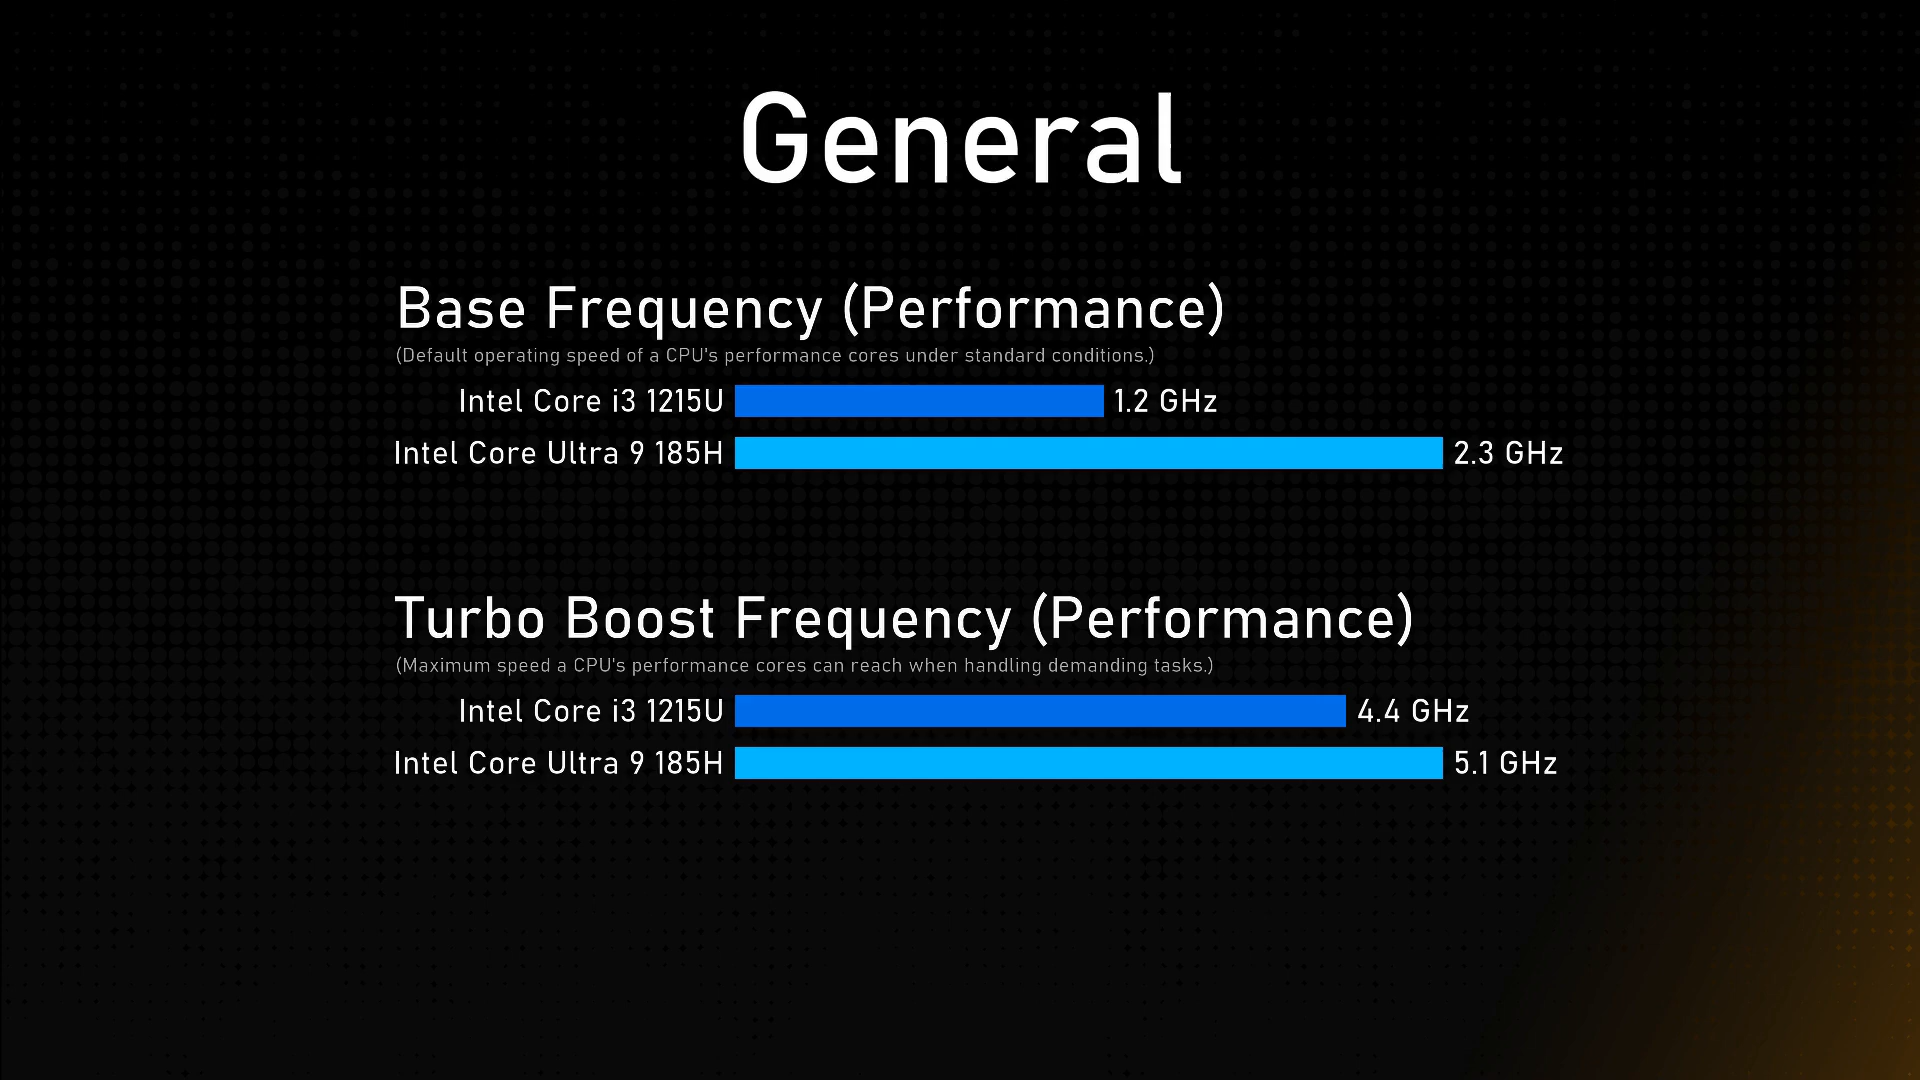 General
Base Frequency (Performance)
(Default operating speed of a CPU's performance cores under standard conditions.)
Intel Core i3 1215U 1.2 GHz
Intel Core Ultra 9 185H 2.3 GHz
Turbo Boost Frequency (Performance)
(Maximum speed a CPU's performance cores can reach when handling demanding tasks.)
Intel Core i3 1215U 4.4 GHz
Intel Core Ultra 9 185H 5.1 GHz